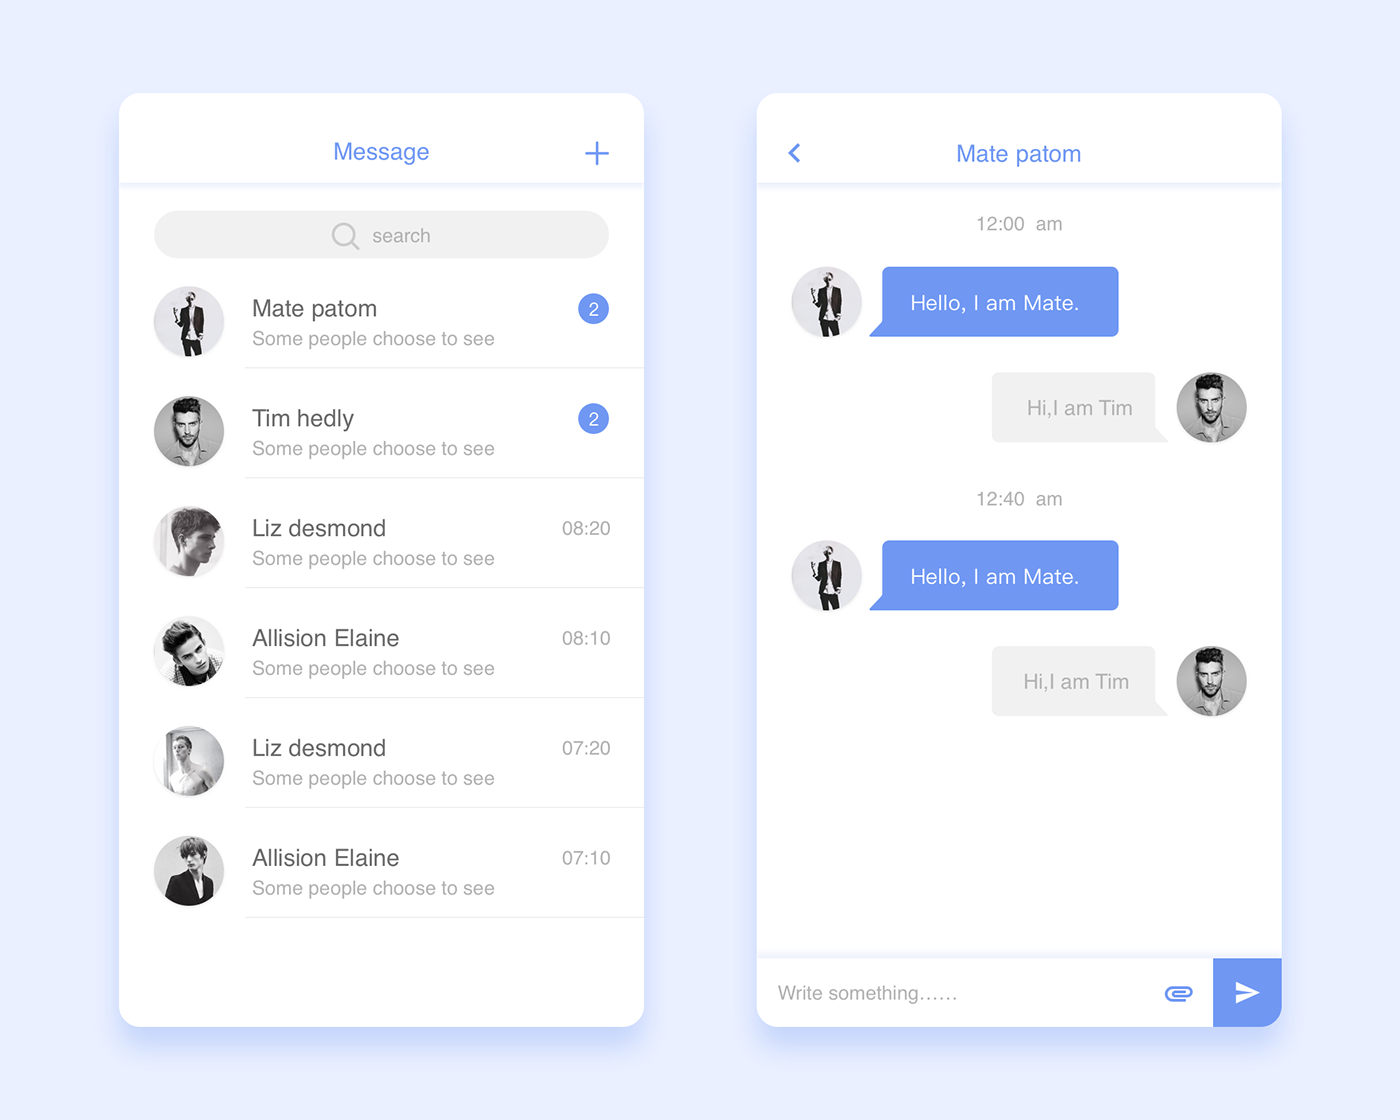 Message
search
Mate patom
2
Some people choose to see
Tim hedly
2
Some people choose to see
Liz desmond
08:20
Some people choose to see
Allision Elaine
08:10
Some people choose to see
Liz desmond
07:20
Some people choose to see
Allision Elaine
07:10
Some people choose to see
Mate patom
12:00 am
Hello, I am Mate.
Hi,I am Tim
12:40 am
Hello, I am Mate.
Hi,I am Tim
Write something......